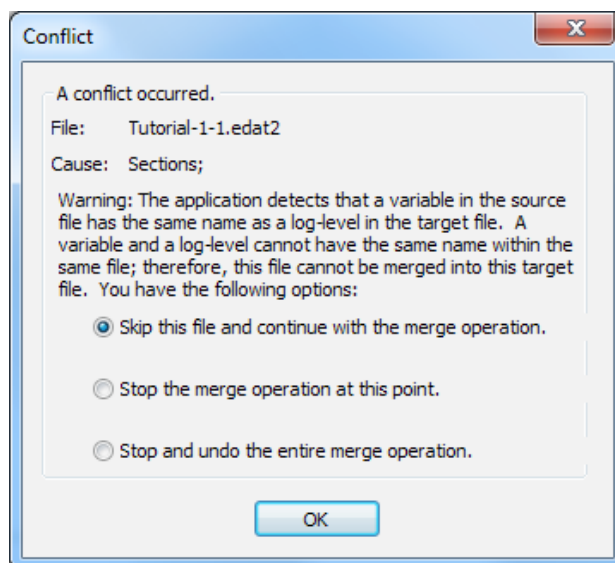 Conflict
A conflict occurred.
File: Tutorial-1-1.edat2
Cause: Sections;
Warning: The application detects that a variable in the source
file has the same name as a log-level in the target file. A
variable and a log-level cannot have the same name within the
same file; therefore, this file cannot be merged into this target
file. You have the following options:
Skip this file and continue with the merge operation.
Stop the merge operation at this point.
Stop and undo the entire merge operation.
OK